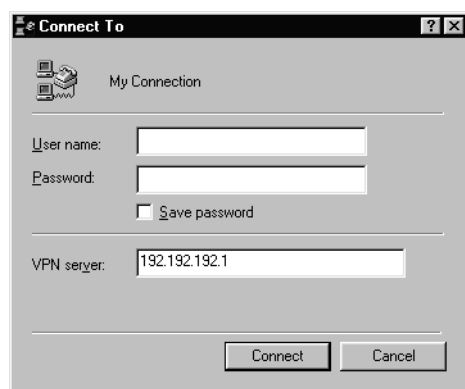 Connect To
My Connection
User name:
Password:
Save password
VPN server: 192.192.192.1
Connect Cancel